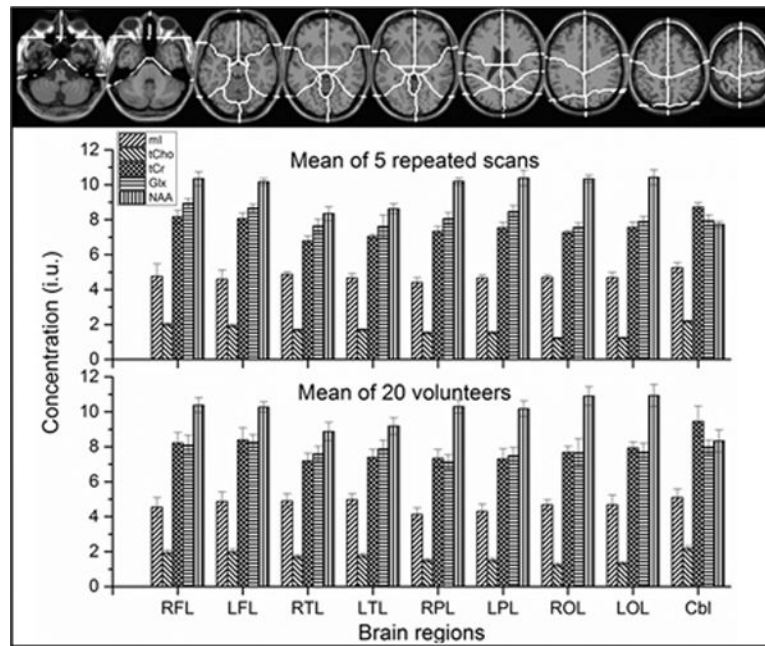 12
10
8
6
4
2
0
mI
tCho
tCr
Glx
NAA
Mean of 5 repeated scans
Concentration (i.u.)
12
10
8
6
4
2
0
Mean of 20 volunteers
RFL LFL RTL LTL RPL LPL ROL LOL Cbl
Brain regions